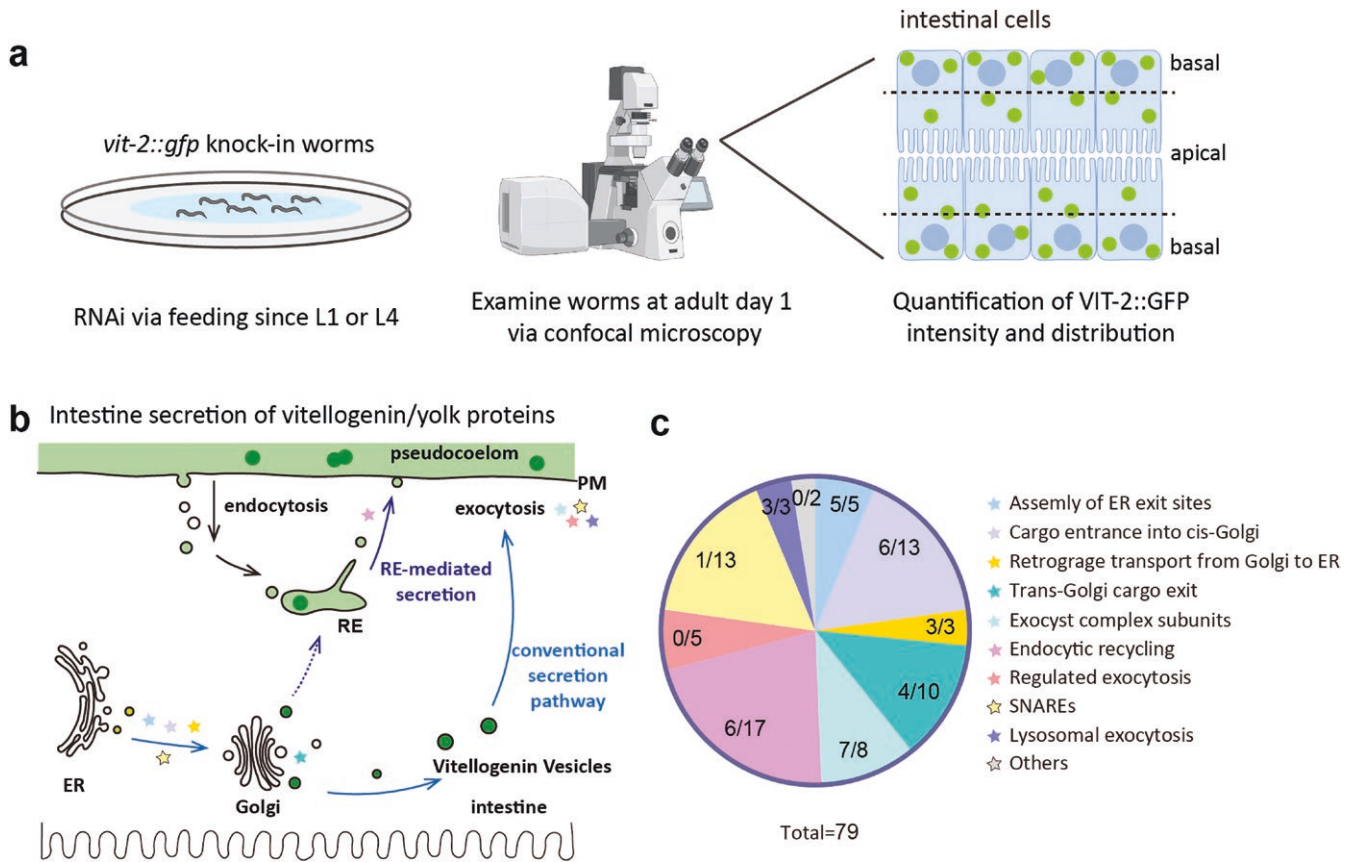 a
vit-2::gfp knock-in worms
RNAi via feeding since L1 or L4
Examine worms at adult day 1
via confocal microscopy
intestinal cells
basal
apical
basal
Quantification of VIT-2::GFP
intensity and distribution
b
Intestine secretion of vitellogenin/yolk proteins
pseudocoelom
PM
endocytosis
exocytosis
RE-mediated
secretion
RE
conventional
secretion
pathway
ER
Golgi
Vitellogenin Vesicles
intestine
c
3/3
0/2
5/5
1/13
6/13
0/5
3/3
6/17
4/10
7/8
Total=79
Assemly of ER exit sites
Cargo entrance into cis-Golgi
Retrograge transport from Golgi to ER
Trans-Golgi cargo exit
Exocyst complex subunits
Endocytic recycling
Regulated exocytosis
SNAREs
Lysosomal exocytosis
Others